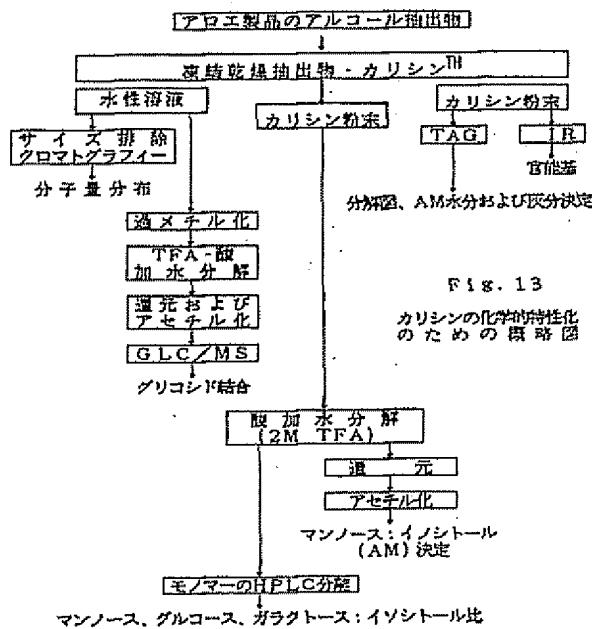 アロエ製品のアルコール抽出物
凍結乾燥抽出物・カリシンTM
水性溶液
カリシン粉末
カリシン粉末
サイズ排除
クロマトグラフィー
TAG
IR
分子量分布
官能基
分解図、AM水分および灰分決定
過メチル化
TFA-酸
加水分解
還元および
アセチル化
GLC/MS
グリコシド結合
Fig. 13
カリシンの化学的特性化
のための概略図
酸加水分解
(2M TFA)
還元
アセチル化
マンノース:イノシトール
(AM)決定
モノマーのHPLC分離
マンノース、グルコース、ガラクトース:イソシトール比